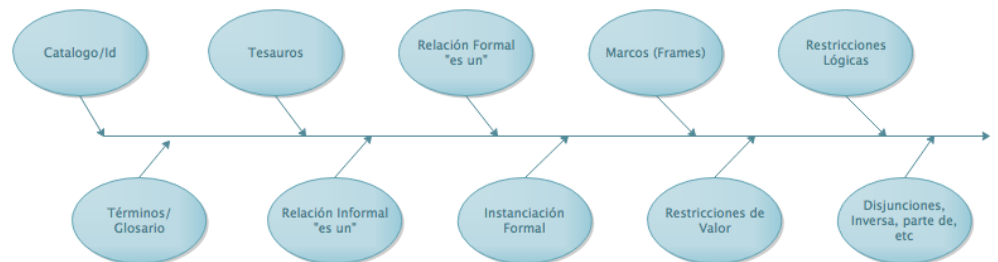 Catalogo/Id
Tesauros
Relación Formal
"es un"
Marcos (Frames)
Restricciones
Lógicas
Términos/
Glosario
Relación Informal
"es un"
Instanciación
Formal
Restricciones de
Valor
Disjunciones,
Inversa, parte de,
etc